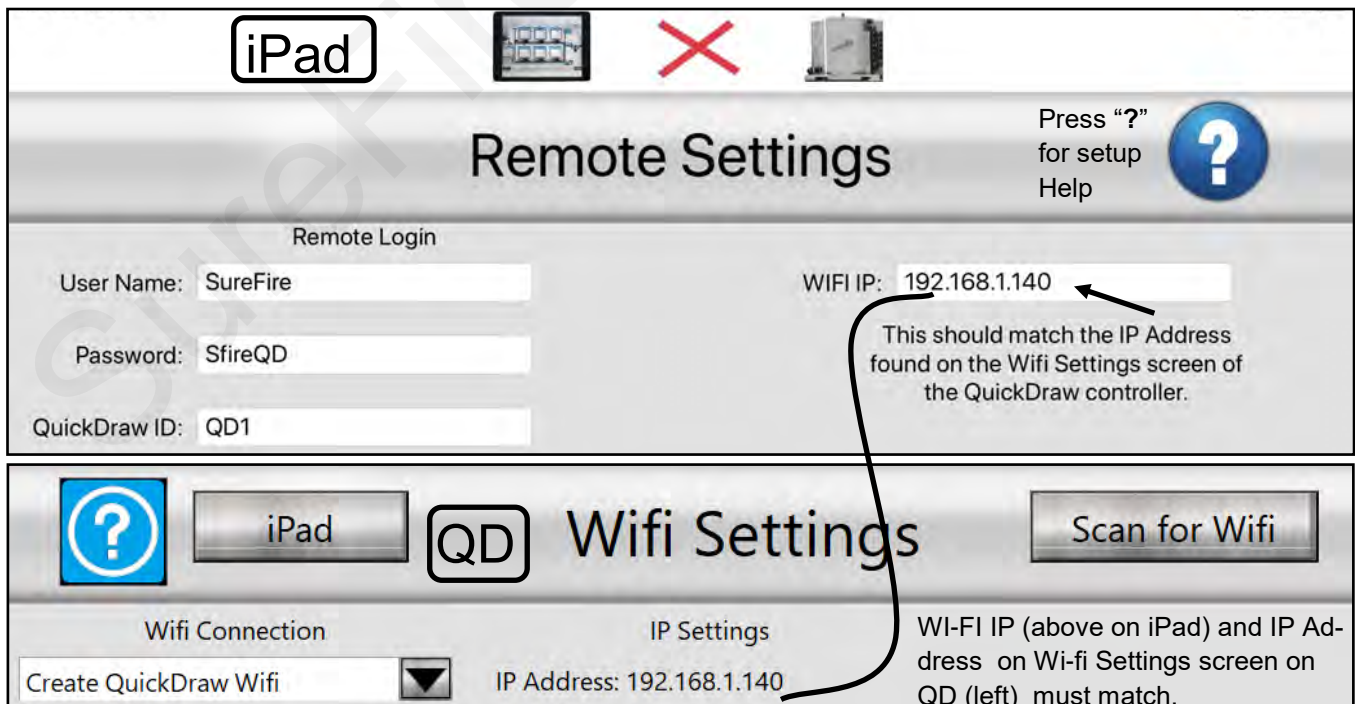 iPad
Remote Settings
Press “?”
for setup
Help
?
Remote Login
User Name: SureFire
WIFI IP: 192.168.1.140
This should match the IP Address
found on the Wifi Settings screen of
the QuickDraw controller.
Password: SfireQD
QuickDraw ID: QD1
?
iPad
QD
Wifi Settings
Scan for Wifi
Wifi Connection
IP Settings
Create QuickDraw Wifi
IP Address: 192.168.1.140
WI-FI IP (above on iPad) and IP Ad-
dress on Wi-fi Settings screen on
QD (left) must match.
SureFir